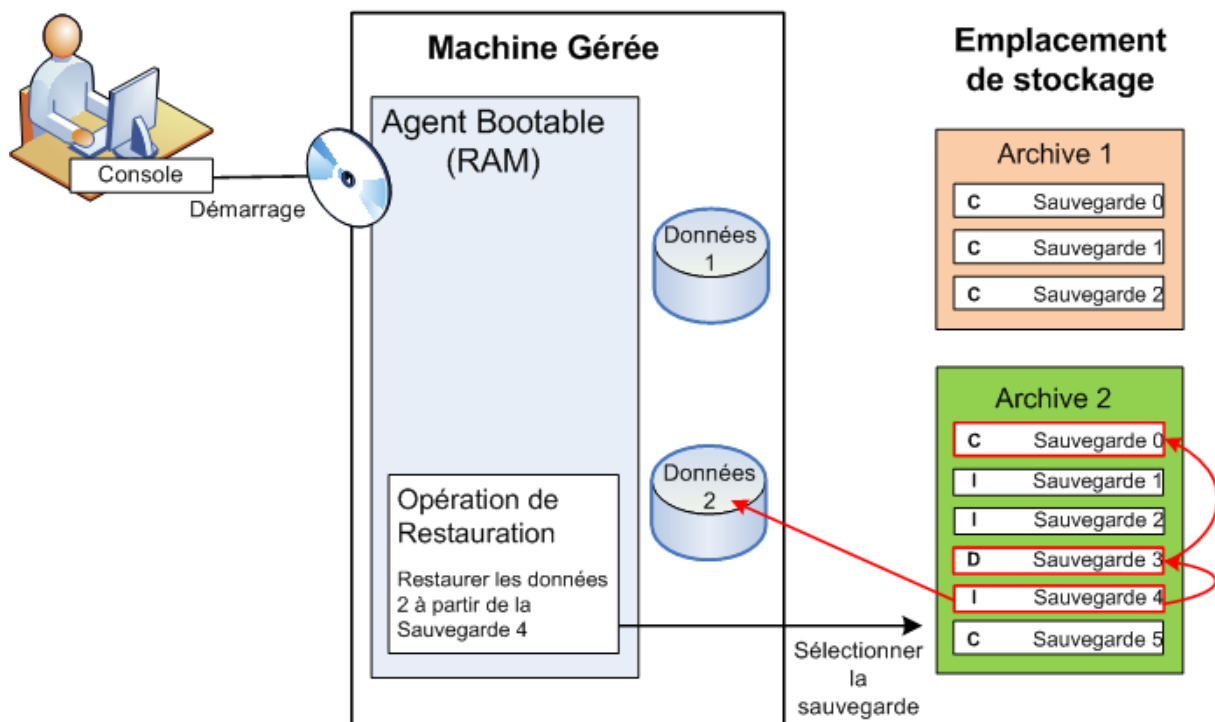 Machine Gérée
Emplacement
de stockage
Console
Démarrage
Agent Bootable
(RAM)
Données
1
Données
2
Opération de
Restauration
Restaurer les données
2 à partir de la
Sauvegarde 4
Sélectionner
la
sauvegarde
Archive 1
C Sauvegarde 0
C Sauvegarde 1
C Sauvegarde 2
Archive 2
C Sauvegarde 0
I Sauvegarde 1
I Sauvegarde 2
D Sauvegarde 3
I Sauvegarde 4
C Sauvegarde 5